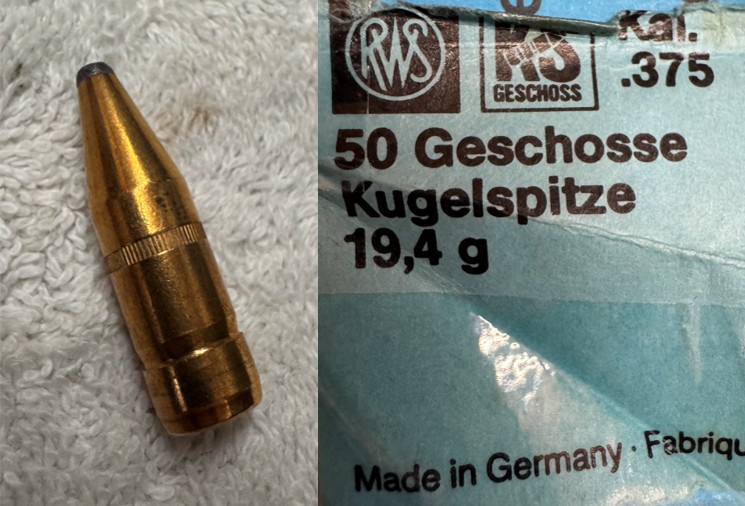 RWS
KS
GESCHOSS
Kal.
.375
50 Geschosse
Kugelspitze
19,4 g
Made in Germany · Fabriqu